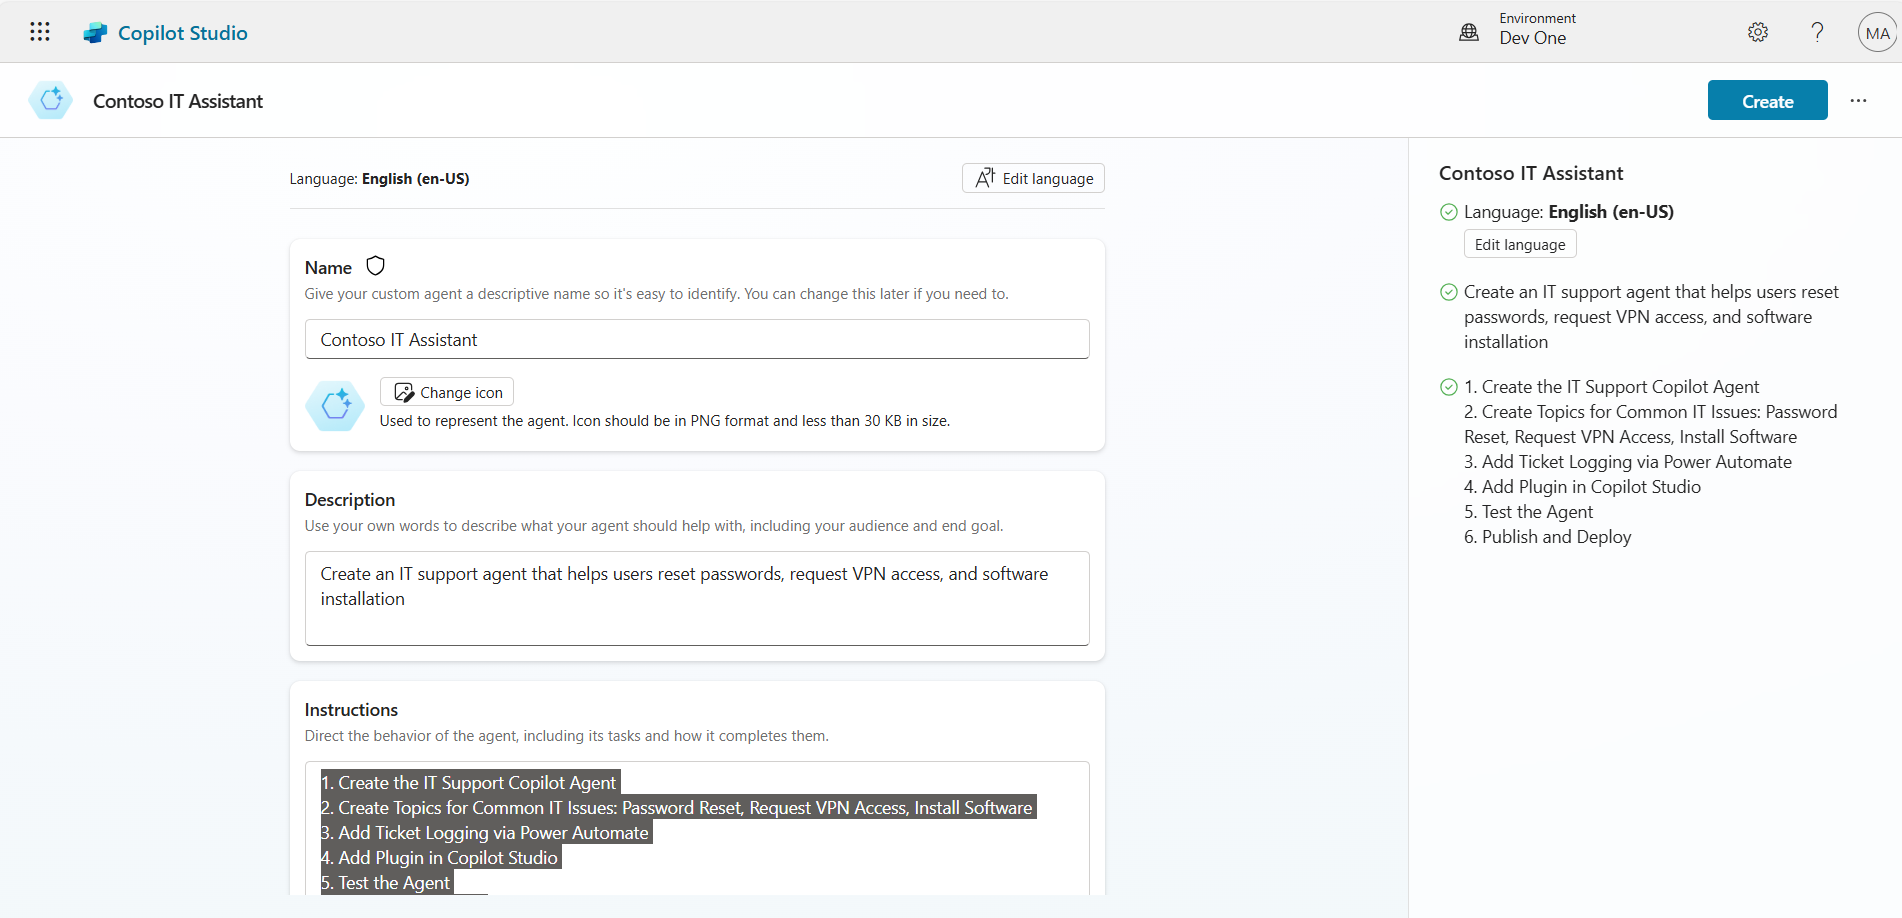 Copilot Studio
Environment
Dev One
?
MA
Contoso IT Assistant
Create
Language: English (en-US)
Edit language
Name
Give your custom agent a descriptive name so it's easy to identify. You can change this later if you need to.
Contoso IT Assistant
Change icon
Used to represent the agent. Icon should be in PNG format and less than 30 KB in size.
Description
Use your own words to describe what your agent should help with, including your audience and end goal.
Create an IT support agent that helps users reset passwords, request VPN access, and software
installation
Instructions
Direct the behavior of the agent, including its tasks and how it completes them.
1. Create the IT Support Copilot Agent
2. Create Topics for Common IT Issues: Password Reset, Request VPN Access, Install Software
3. Add Ticket Logging via Power Automate
4. Add Plugin in Copilot Studio
5. Test the Agent
Contoso IT Assistant
Language: English (en-US)
Edit language
Create an IT support agent that helps users reset
passwords, request VPN access, and software
installation
1. Create the IT Support Copilot Agent
2. Create Topics for Common IT Issues: Password
Reset, Request VPN Access, Install Software
3. Add Ticket Logging via Power Automate
4. Add Plugin in Copilot Studio
5. Test the Agent
6. Publish and Deploy